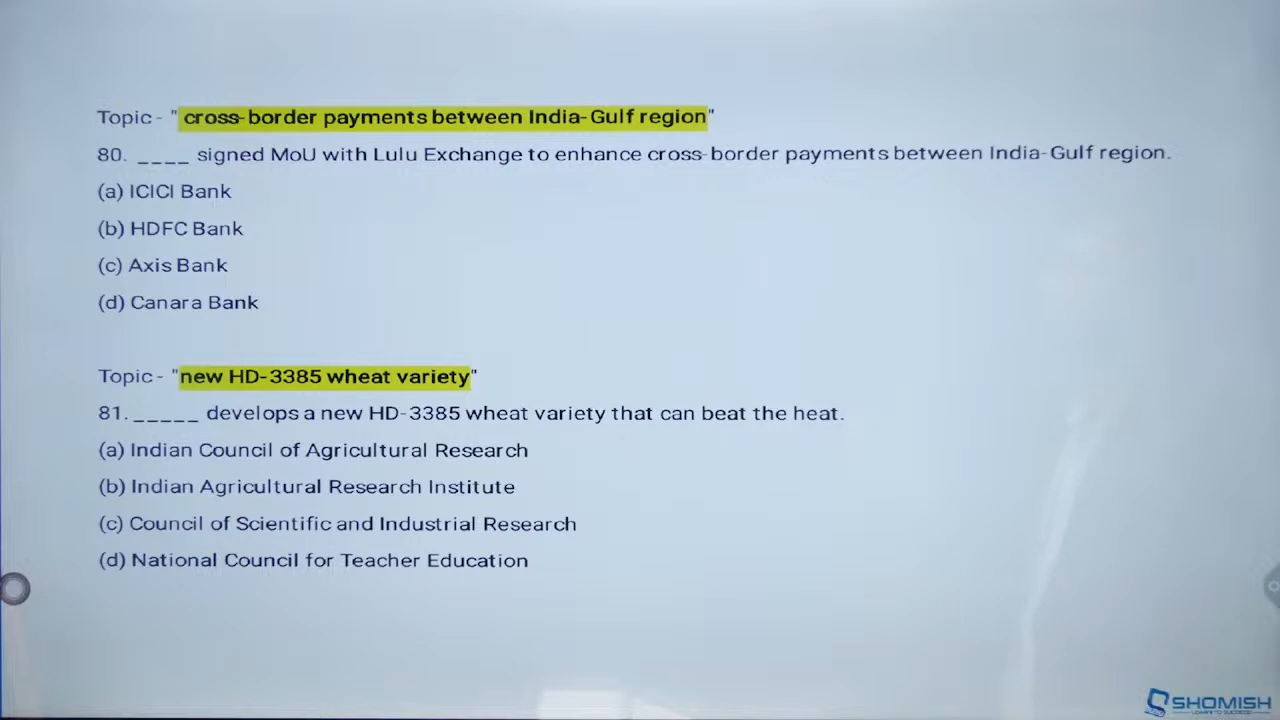 Topic - " cross-border payments between India-Gulf region"
80. ____ signed MoU with Lulu Exchange to enhance cross-border payments between India-Gulf region.
(a) ICICI Bank
(b) HDFC Bank
(c) Axis Bank
(d) Canara Bank
Topic - "new HD-3385 wheat variety"
81. _____ develops a new HD-3385 wheat variety that can beat the heat.
(a) Indian Council of Agricultural Research
(b) Indian Agricultural Research Institute
(c) Council of Scientific and Industrial Research
(d) National Council for Teacher Education
SHOMISH